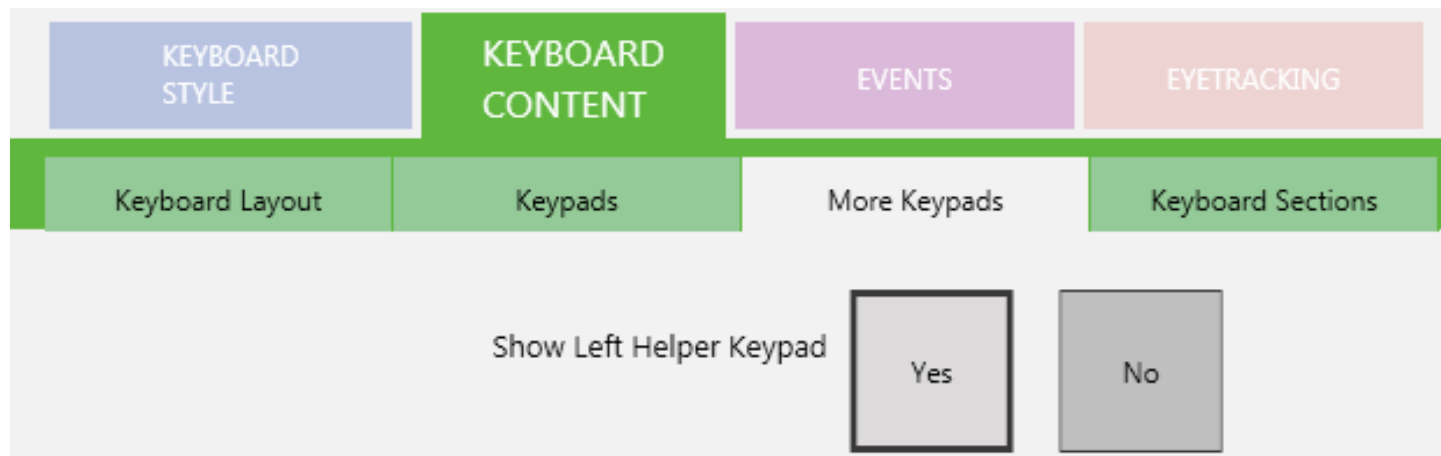 KEYBOARD
STYLE
KEYBOARD
CONTENT
EVENTS
EYETRACKING
Keyboard Layout
Keypads
More Keypads
Keyboard Sections
Show Left Helper Keypad
Yes
No